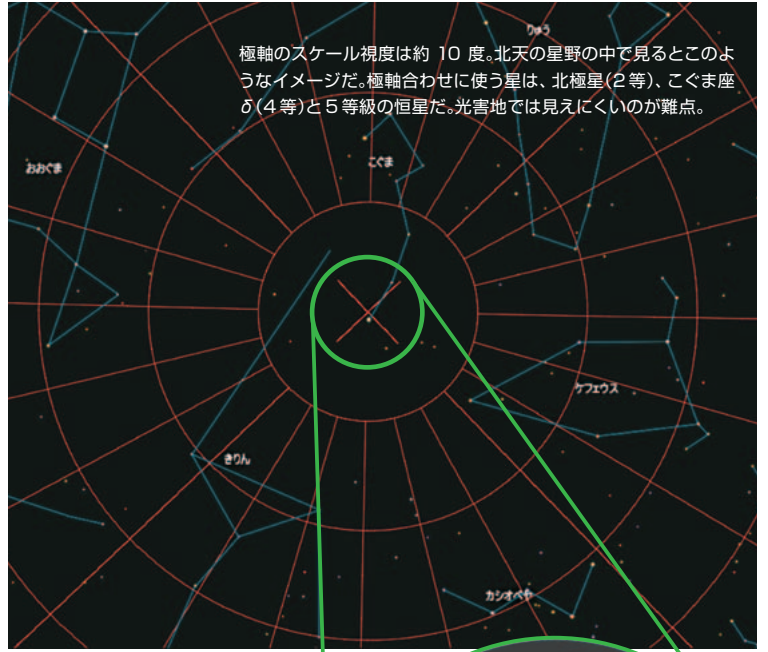 りゅう
極軸のスケール視度は約 10 度。北天の星野の中で見るとこのよ
うなイメージだ。極軸合わせに使う星は、北極星(2等)、こぐま座
δ(4等)と5等級の恒星だ。光害地では見えにくいのが難点。
おおぐま
こぐま
ケフェウス
きりん
カシオペヤ